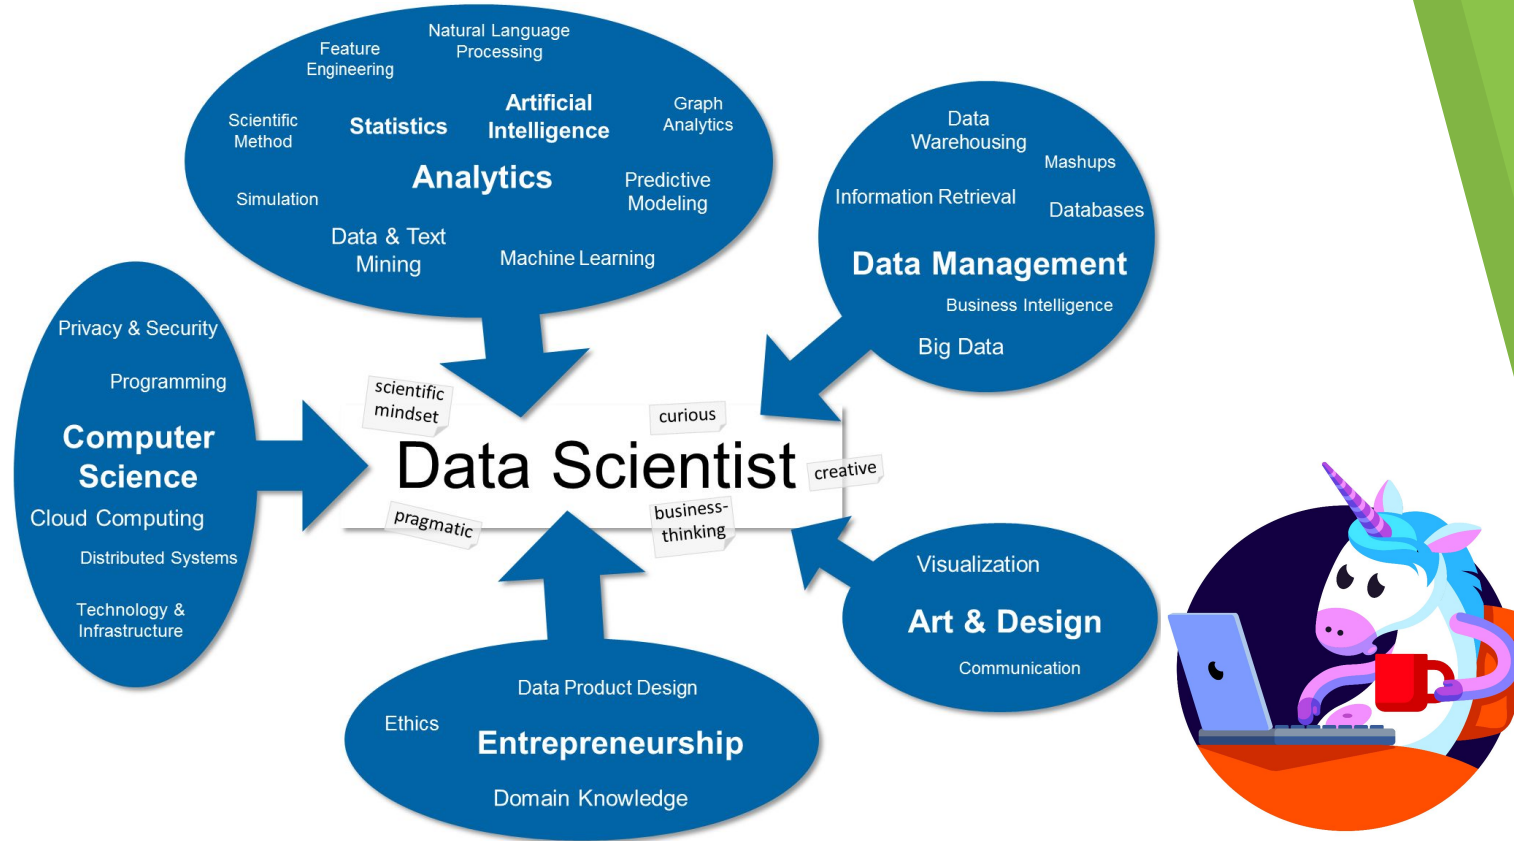 Natural Language
Processing
Feature
Engineering
Artificial
Intelligence
Graph
Analytics
Scientific
Method
Statistics
Analytics
Predictive
Modeling
Simulation
Data & Text
Mining
Machine Learning
Data
Warehousing
Mashups
Information Retrieval
Databases
Data Management
Business Intelligence
Big Data
Privacy & Security
Programming
Computer
Science
Cloud Computing
Distributed Systems
Technology &
Infrastructure
scientific
mindset
curious
Data Scientist
creative
pragmatic
business-
thinking
Visualization
Art & Design
Communication
Data Product Design
Ethics
Entrepreneurship
Domain Knowledge